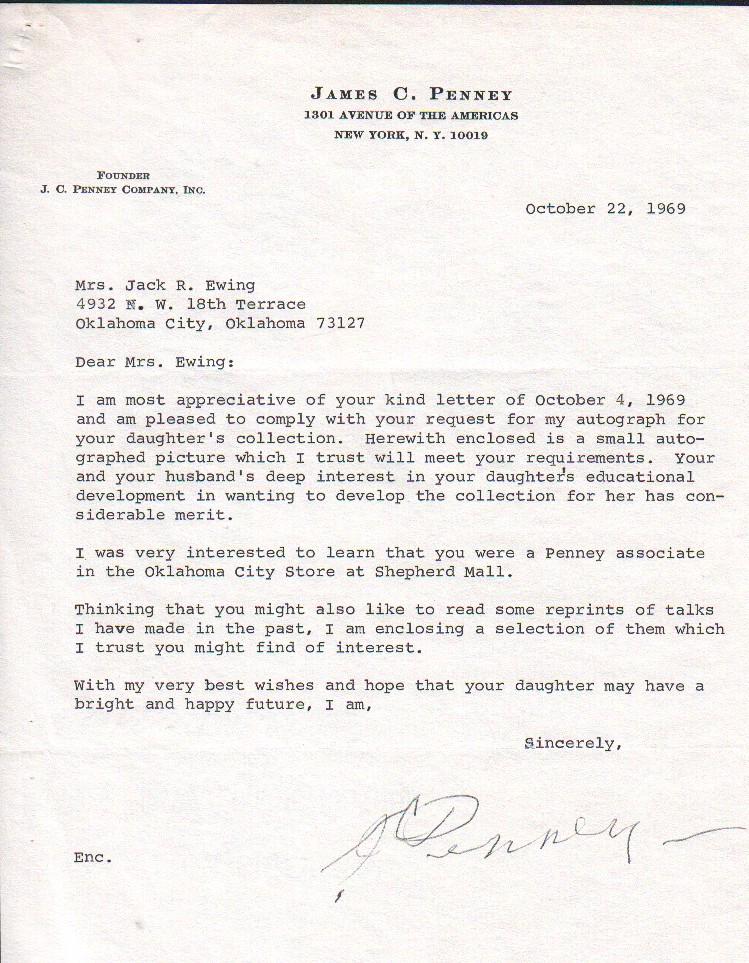 JAMES C. PENNEY
1301 AVENUE OF THE AMERICAS
NEW YORK, N. Y. 10019
FOUNDER
J. C. PENNEY COMPANY, INC.
October 22, 1969
Mrs. Jack R. Ewing
4932 N. W. 18th Terrace
Oklahoma City, Oklahoma 73127
Dear Mrs. Ewing:
I am most appreciative of your kind letter of October 4, 1969
and am pleased to comply with your request for my autograph for
your daughter's collection. Herewith enclosed is a small auto-
graphed picture which I trust will meet your requirements. Your
and your husband's deep interest in your daughter's educational
development in wanting to develop the collection for her has con-
siderable merit.
I was very interested to learn that you were a Penney associate
in the Oklahoma City Store at Shepherd Mall.
Thinking that you might also like to read some reprints of talks
I have made in the past, I am enclosing a selection of them which
I trust you might find of interest.
With my very best wishes and hope that your daughter may have a
bright and happy future, I am,
Sincerely,
J C Penney
Enc.